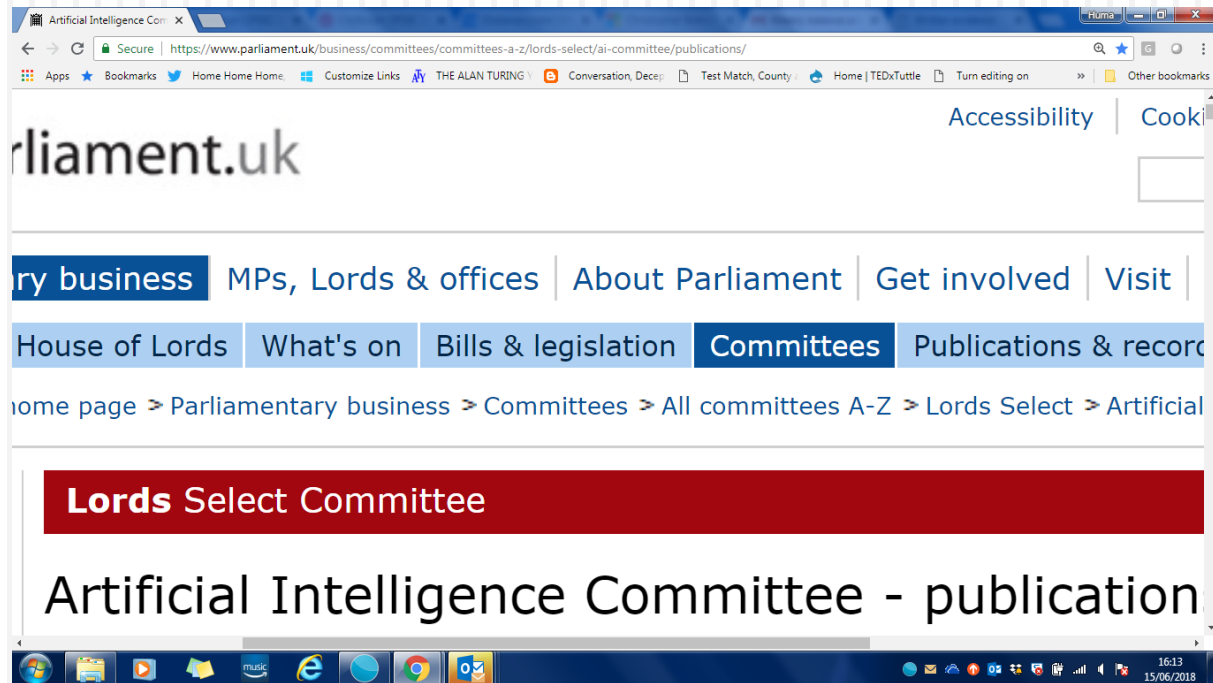 Artificial Intelligence Com
Huma
Secure https://www.parliament.uk/business/committees/committees-a-z/lords-select/ai-committee/publications/
Apps Bookmarks Home Home Home, Customize Links THE ALAN TURING Y Conversation, Decep Test Match, County Home | TEDxTuttle Turn editing on » Other bookmarks
Accessibility Cooki
rliament.uk
ry business MPs, Lords & offices About Parliament Get involved Visit
House of Lords What's on Bills & legislation Committees Publications & record
ome page > Parliamentary business > Committees > All committees A-Z > Lords Select > Artificial
Lords Select Committee
Artificial Intelligence Committee - publication
music
16:13
15/06/2018